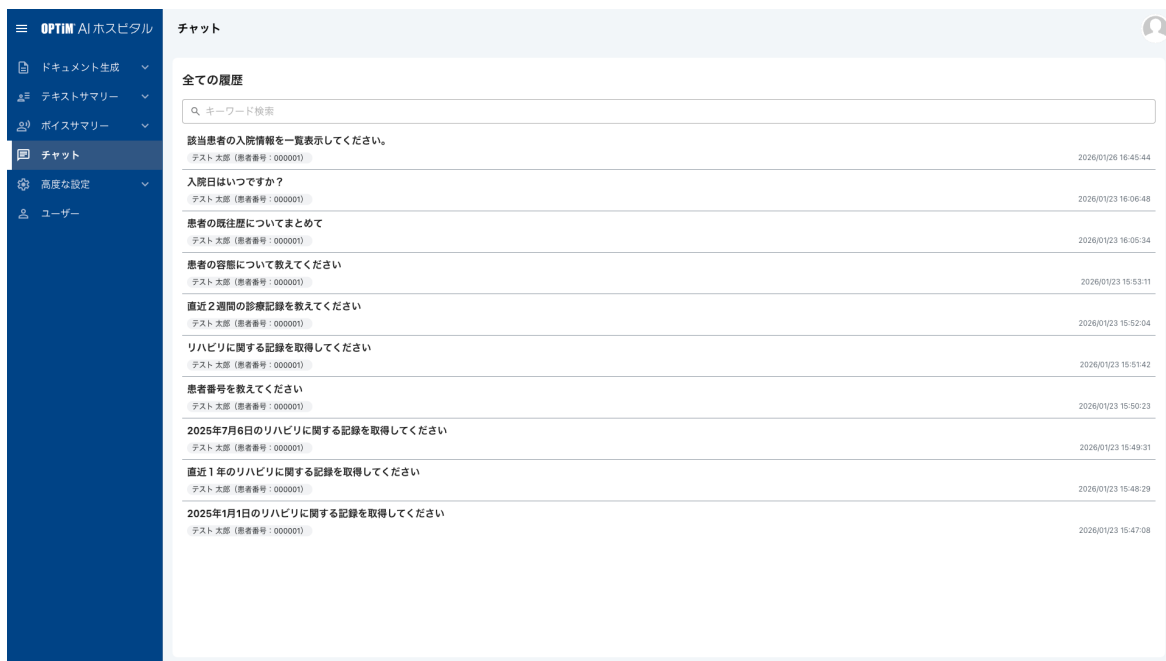 OPTiM AI ホスピタル
チャット
ドキュメント生成
テキストサマリー
ボイスサマリー
チャット
高度な設定
ユーザー
全ての履歴
キーワード検索
該当患者の入院情報を一覧表示してください。
テスト 太郎（患者番号：000001）
2026/01/26 16:45:44
入院日はいつですか？
テスト 太郎（患者番号：000001）
2026/01/23 16:06:48
患者の既往歴についてまとめて
テスト 太郎（患者番号：000001）
2026/01/23 16:05:34
患者の容態について教えてください
テスト 太郎（患者番号：000001）
2026/01/23 15:53:11
直近２週間の診療記録を教えてください
テスト 太郎（患者番号：000001）
2026/01/23 15:52:04
リハビリに関する記録を取得してください
テスト 太郎（患者番号：000001）
2026/01/23 15:51:42
患者番号を教えてください
テスト 太郎（患者番号：000001）
2026/01/23 15:50:23
2025年7月6日のリハビリに関する記録を取得してください
テスト 太郎（患者番号：000001）
2026/01/23 15:49:31
直近１年のリハビリに関する記録を取得してください
テスト 太郎（患者番号：000001）
2026/01/23 15:48:29
2025年1月1日のリハビリに関する記録を取得してください
テスト 太郎（患者番号：000001）
2026/01/23 15:47:08